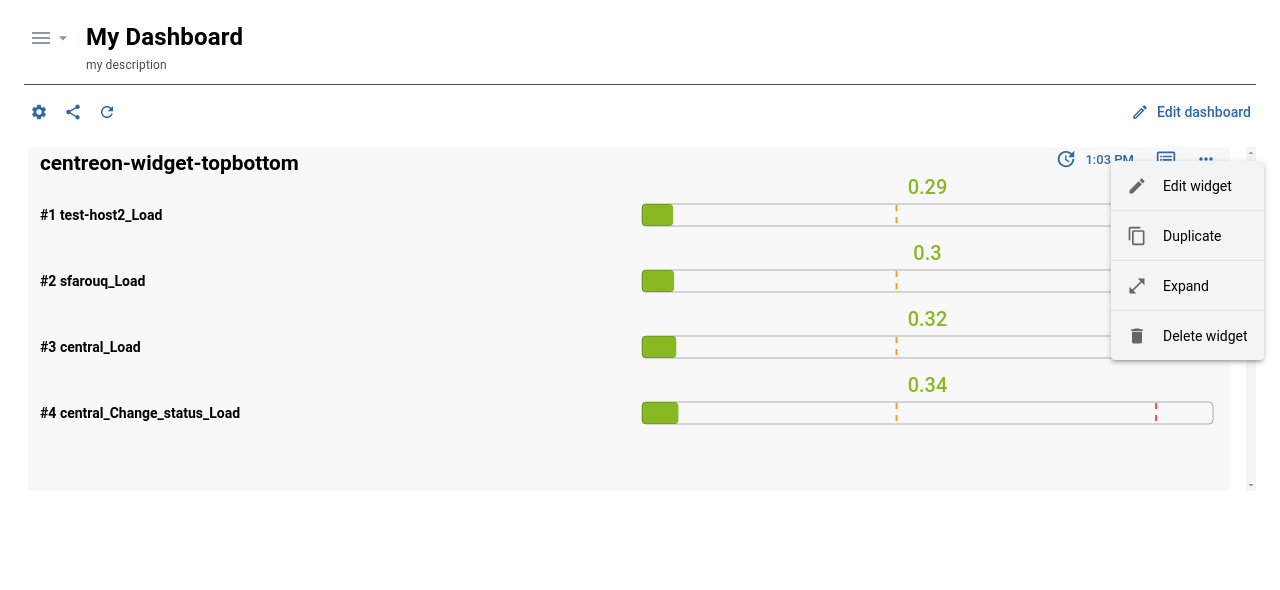 My Dashboard
my description
Edit dashboard
centreon-widget-topbottom
1:03 PM
Edit widget
Duplicate
Expand
Delete widget
0.29
#1 test-host2_Load
0.3
#2 sfarouq_Load
0.32
#3 central_Load
0.34
#4 central_Change_status_Load